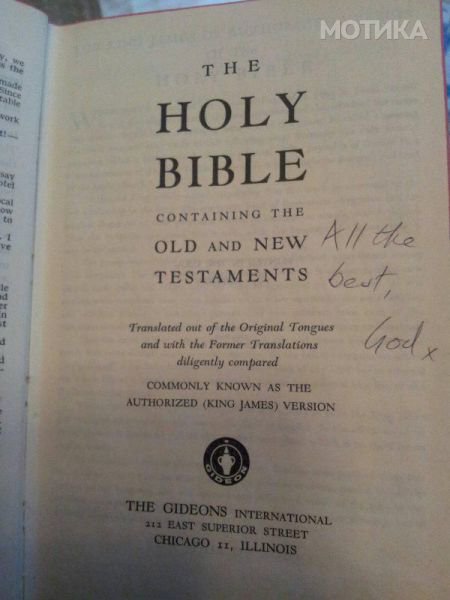 МОТИКА
THE
HOLY
BIBLE
CONTAINING THE
OLD AND NEW
TESTAMENTS
All the
best,
God x
Translated out of the Original Tongues
and with the Former Translations
diligently compared
COMMONLY KNOWN AS THE
AUTHORIZED (KING JAMES) VERSION
GIDEON
THE GIDEONS INTERNATIONAL
212 EAST SUPERIOR STREET
CHICAGO 11, ILLINOIS